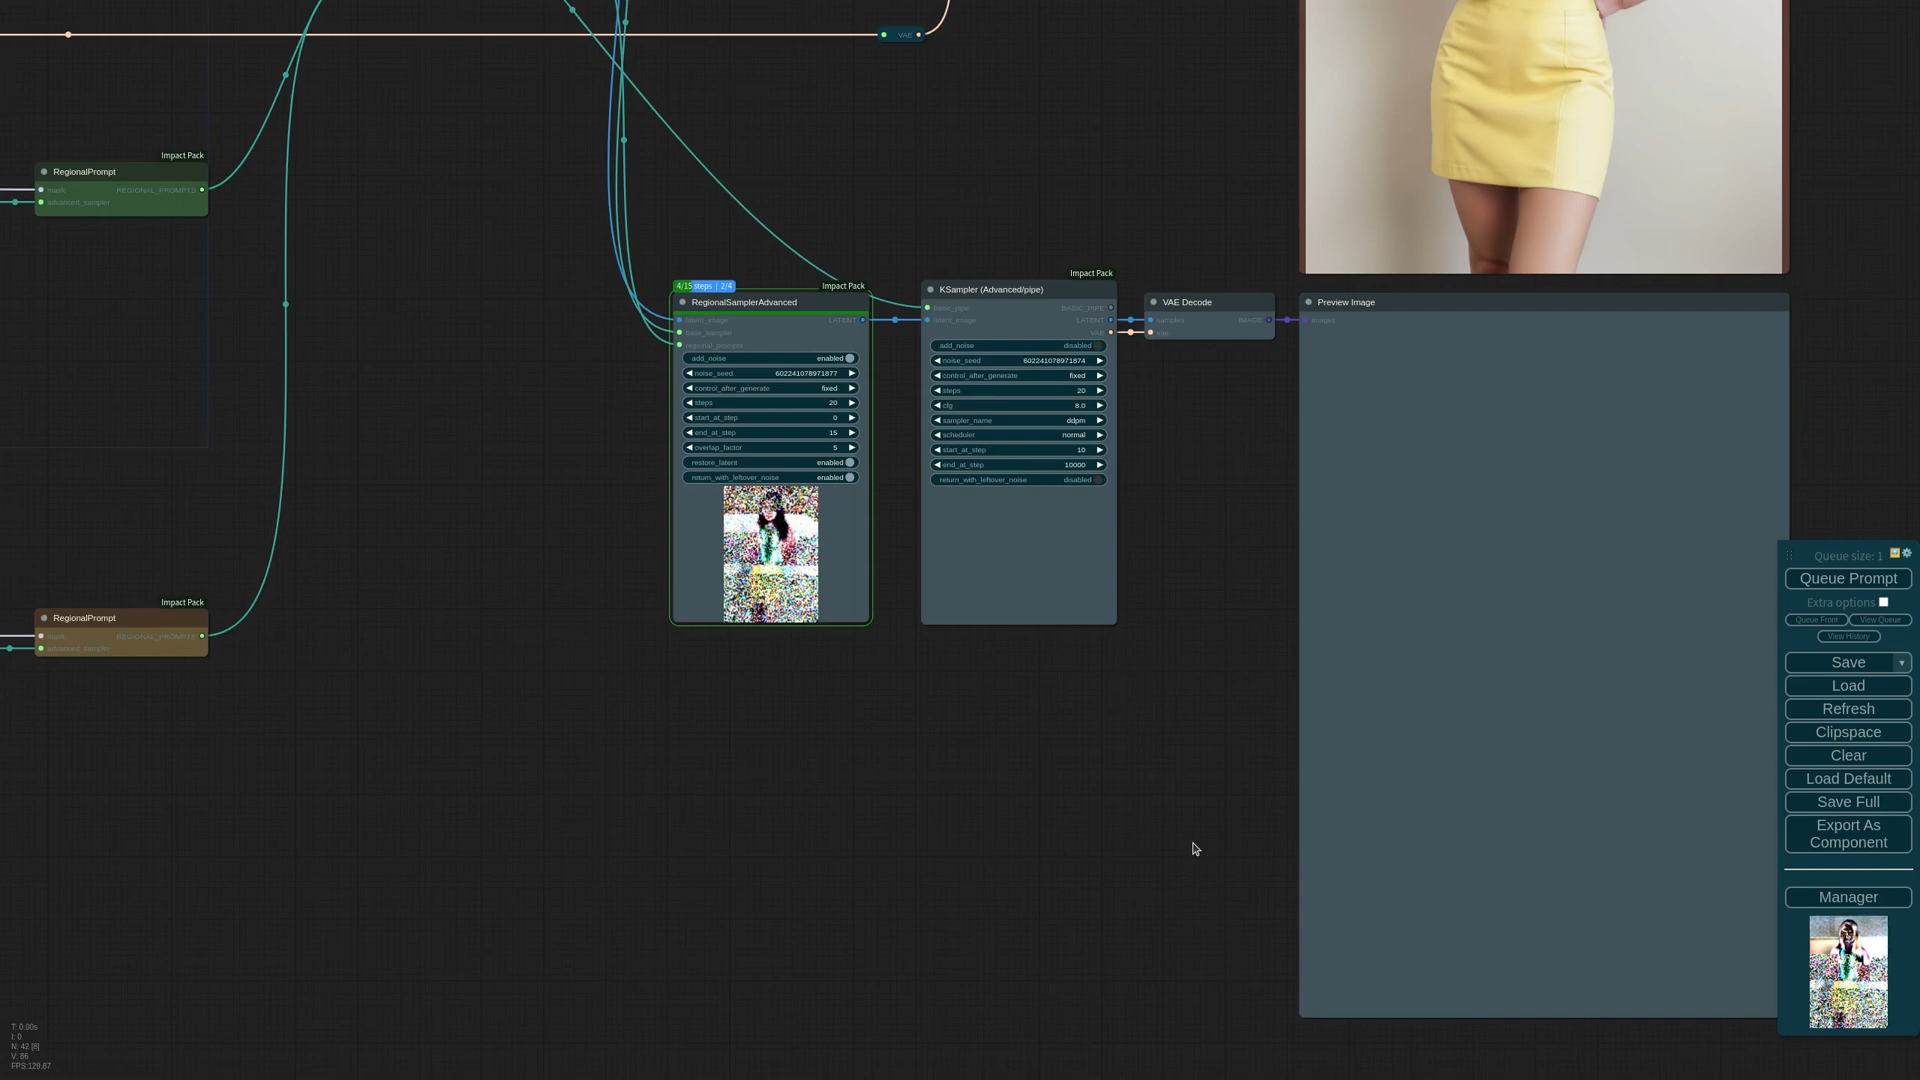 VAE
Impact Pack
RegionalPrompt
mask REGIONAL_PROMPTS
advanced_sampler
4/15 steps | 2/4 Impact Pack
RegionalSamplerAdvanced
latent_image LATENT
base_sampler
regional_prompts
add_noise enabled
noise_seed 602241078971877
control_after_generate fixed
steps 20
start_at_step 0
end_at_step 15
overlap_factor 5
restore_latent enabled
return_with_leftover_noise enabled
Impact Pack
KSampler (Advanced/pipe)
basic_pipe BASIC_PIPE
latent_image LATENT
VAE
add_noise disabled
noise_seed 602241078971874
control_after_generate fixed
steps 20
cfg 8.0
sampler_name ddpm
scheduler normal
start_at_step 10
end_at_step 10000
return_with_leftover_noise disabled
VAE Decode
samples IMAGE
vae
Preview Image
images
Impact Pack
RegionalPrompt
mask REGIONAL_PROMPTS
advanced_sampler
Queue size: 1
Queue Prompt
Extra options
Queue Front View Queue
View History
Save ▼
Load
Refresh
Clipspace
Clear
Load Default
Save Full
Export As
Component
Manager
T: 0.00s
I: 0
N: 42 [8]
V: 86
FPS:129.87